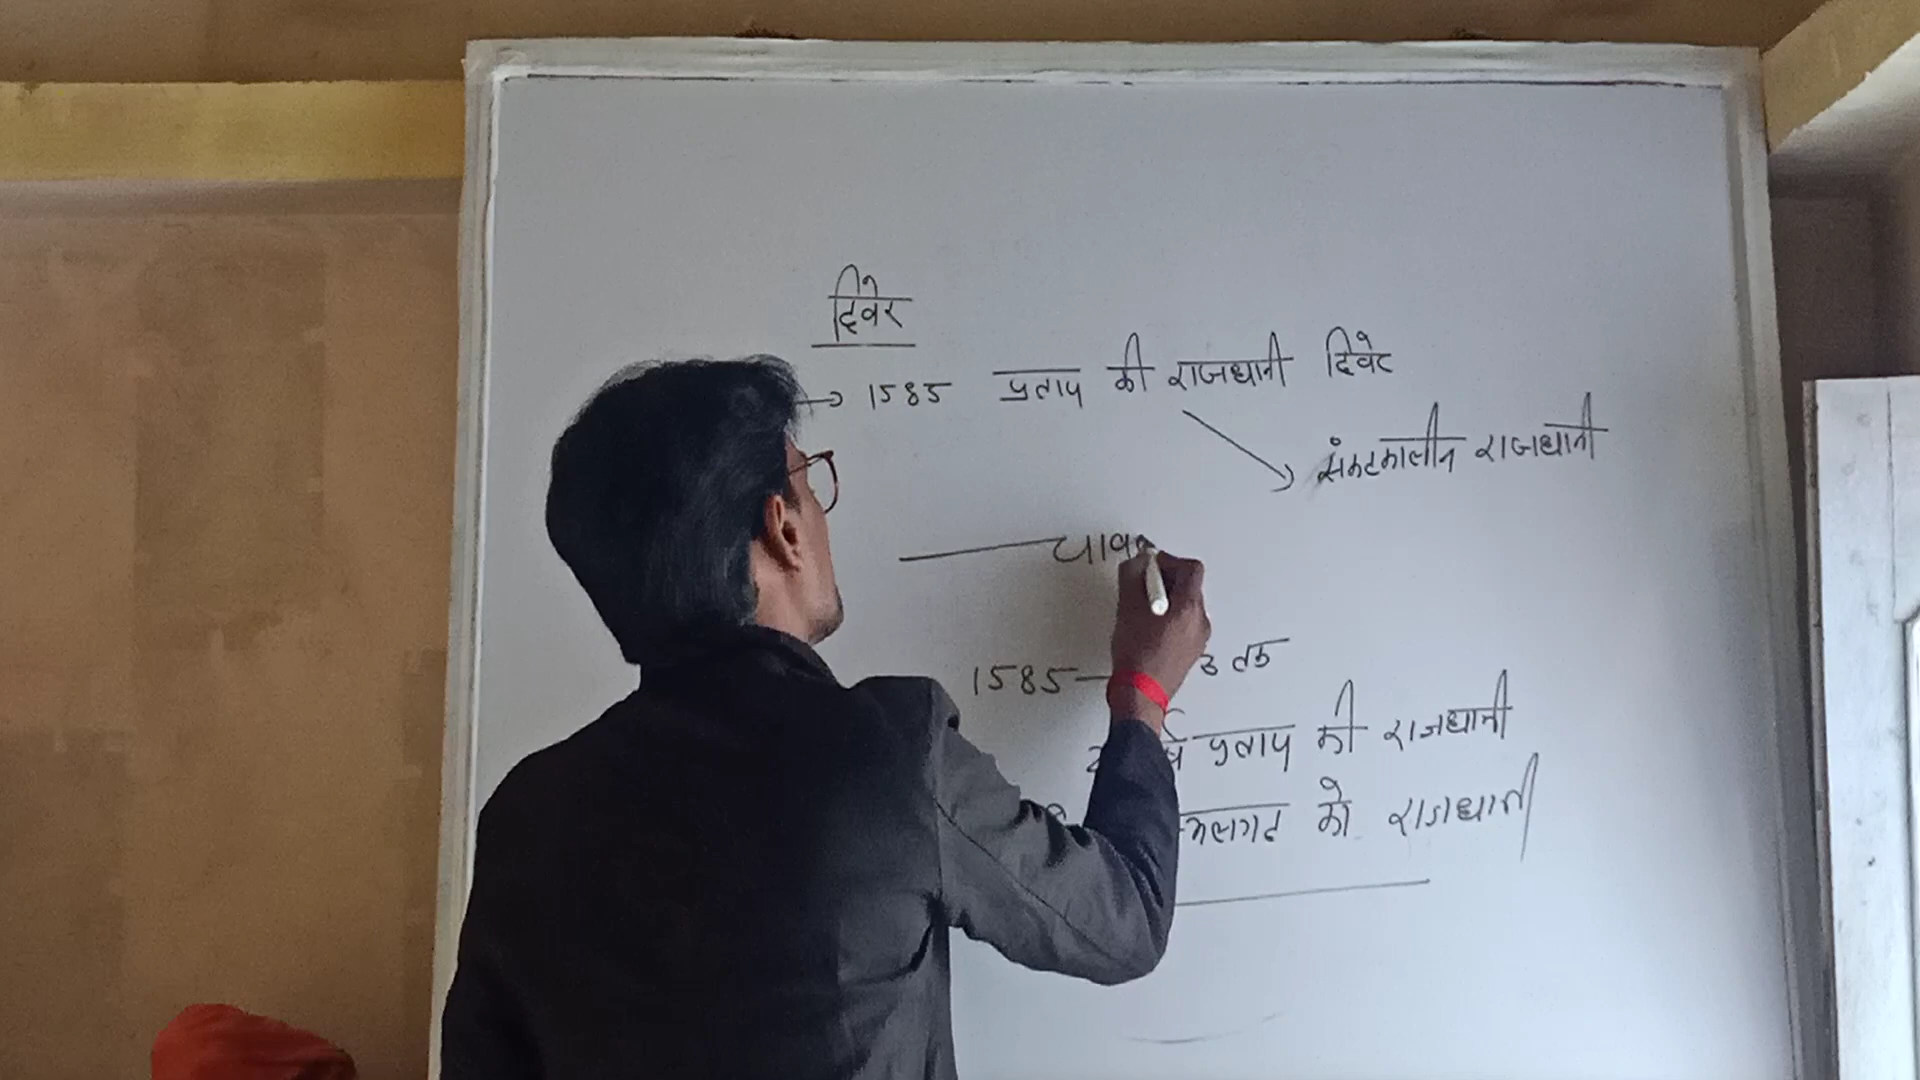 दिवेर
→ 1585 प्रताप की राजधानी दिवेर
→ संकटकालीन राजधानी
चाव
1585 — तक
प्रताप की राजधानी
को राजधानी